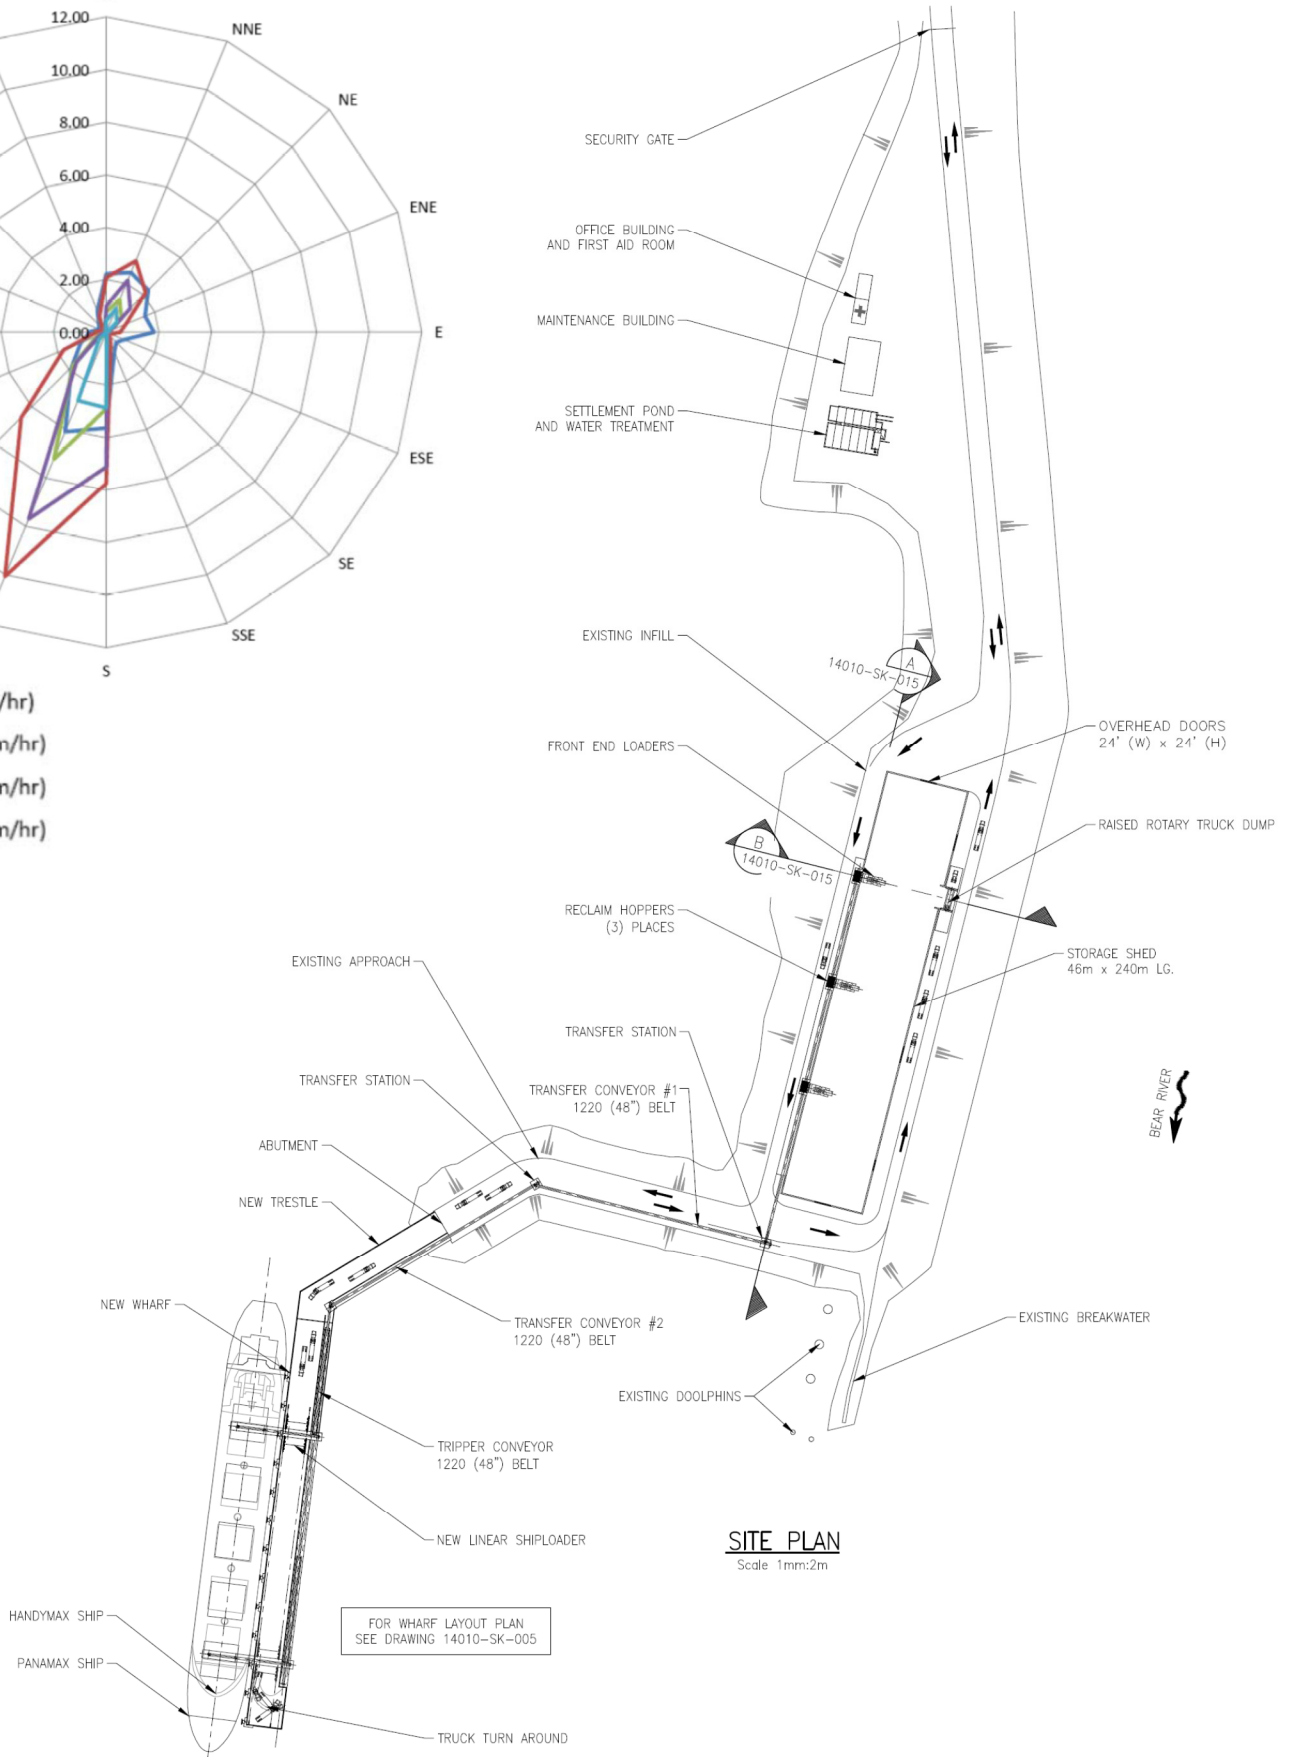 12.00
NNE
10.00
NE
8.00
6.00
ENE
4.00
2.00
0.00
E
ESE
SE
SSE
S
/hr)
m/hr)
m/hr)
m/hr)
SECURITY GATE
OFFICE BUILDING
AND FIRST AID ROOM
MAINTENANCE BUILDING
SETTLEMENT POND
AND WATER TREATMENT
EXISTING INFILL
A
14010-SK-015
FRONT END LOADERS
OVERHEAD DOORS
24' (W) x 24' (H)
RAISED ROTARY TRUCK DUMP
B
14010-SK-015
RECLAIM HOPPERS
(3) PLACES
STORAGE SHED
46m x 240m LG.
EXISTING APPROACH
TRANSFER STATION
TRANSFER STATION
TRANSFER CONVEYOR #1
1220 (48") BELT
BEAR RIVER
ABUTMENT
NEW TRESTLE
NEW WHARF
TRANSFER CONVEYOR #2
1220 (48") BELT
EXISTING BREAKWATER
EXISTING DOOLPHINS
TRIPPER CONVEYOR
1220 (48") BELT
NEW LINEAR SHIPLOADER
SITE PLAN
Scale 1mm:2m
HANDYMAX SHIP
FOR WHARF LAYOUT PLAN
SEE DRAWING 14010-SK-005
PANAMAX SHIP
TRUCK TURN AROUND